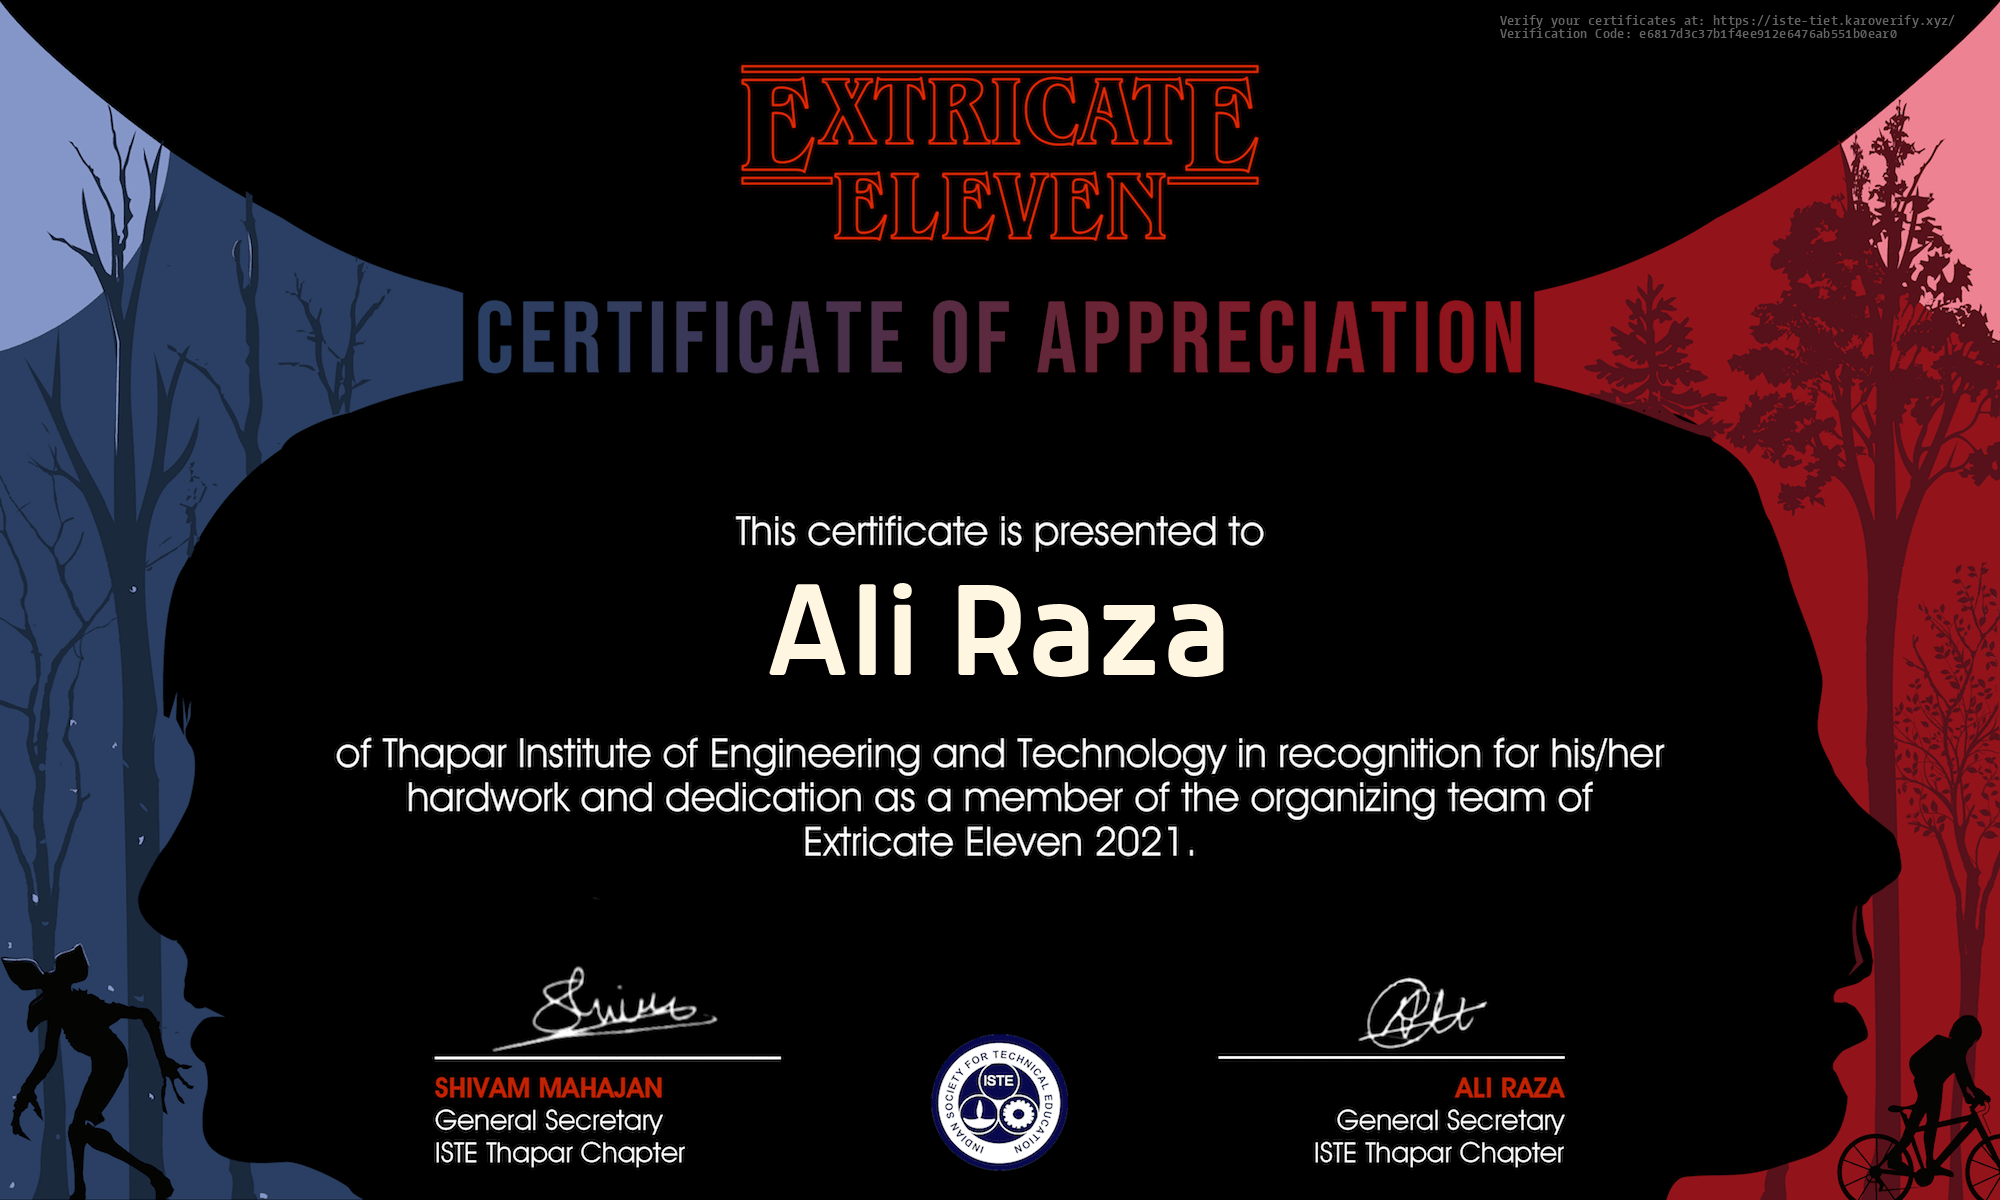 Verify your certificates at: https://iste-tiet.karoverify.xyz/
Verification Code: e6817d3c37b1f4ee912e6476ab551b0ear0
EXTRICATE
ELEVEN
CERTIFICATE OF APPRECIATION
This certificate is presented to
Ali Raza
of Thapar Institute of Engineering and Technology in recognition for his/her
hardwork and dedication as a member of the organizing team of
Extricate Eleven 2021.
SHIVAM MAHAJAN
General Secretary
ISTE Thapar Chapter
INDIAN SOCIETY FOR TECHNICAL EDUCATION
ISTE
ALI RAZA
General Secretary
ISTE Thapar Chapter